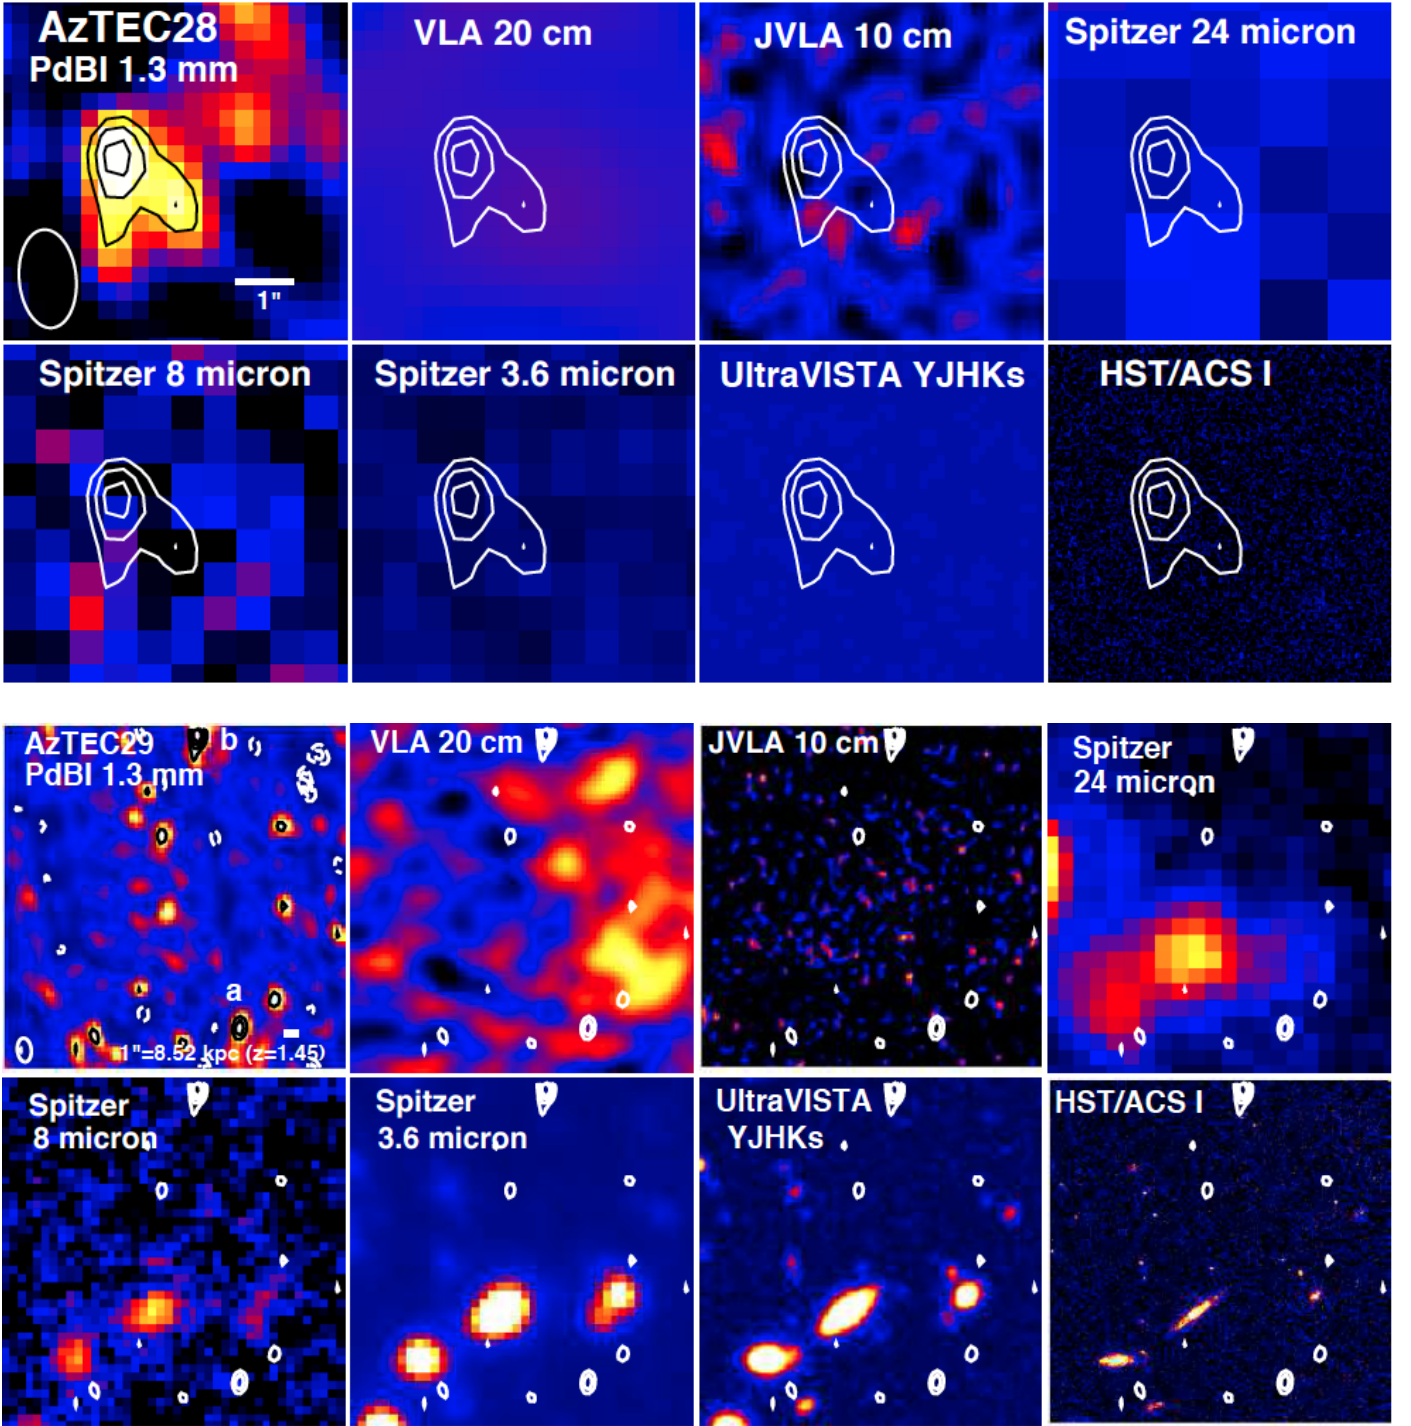 AzTEC28
PdBI 1.3 mm
1"
VLA 20 cm
JVLA 10 cm
Spitzer 24 micron
Spitzer 8 micron
Spitzer 3.6 micron
UltraVISTA YJHKs
HST/ACS I
AzTEC29
PdBI 1.3 mm
b
a
1"=8.52 kpc (z=1.45)
VLA 20 cm
JVLA 10 cm
Spitzer
24 micron
Spitzer
8 micron
Spitzer
3.6 micron
UltraVISTA
YJHKs
HST/ACS I